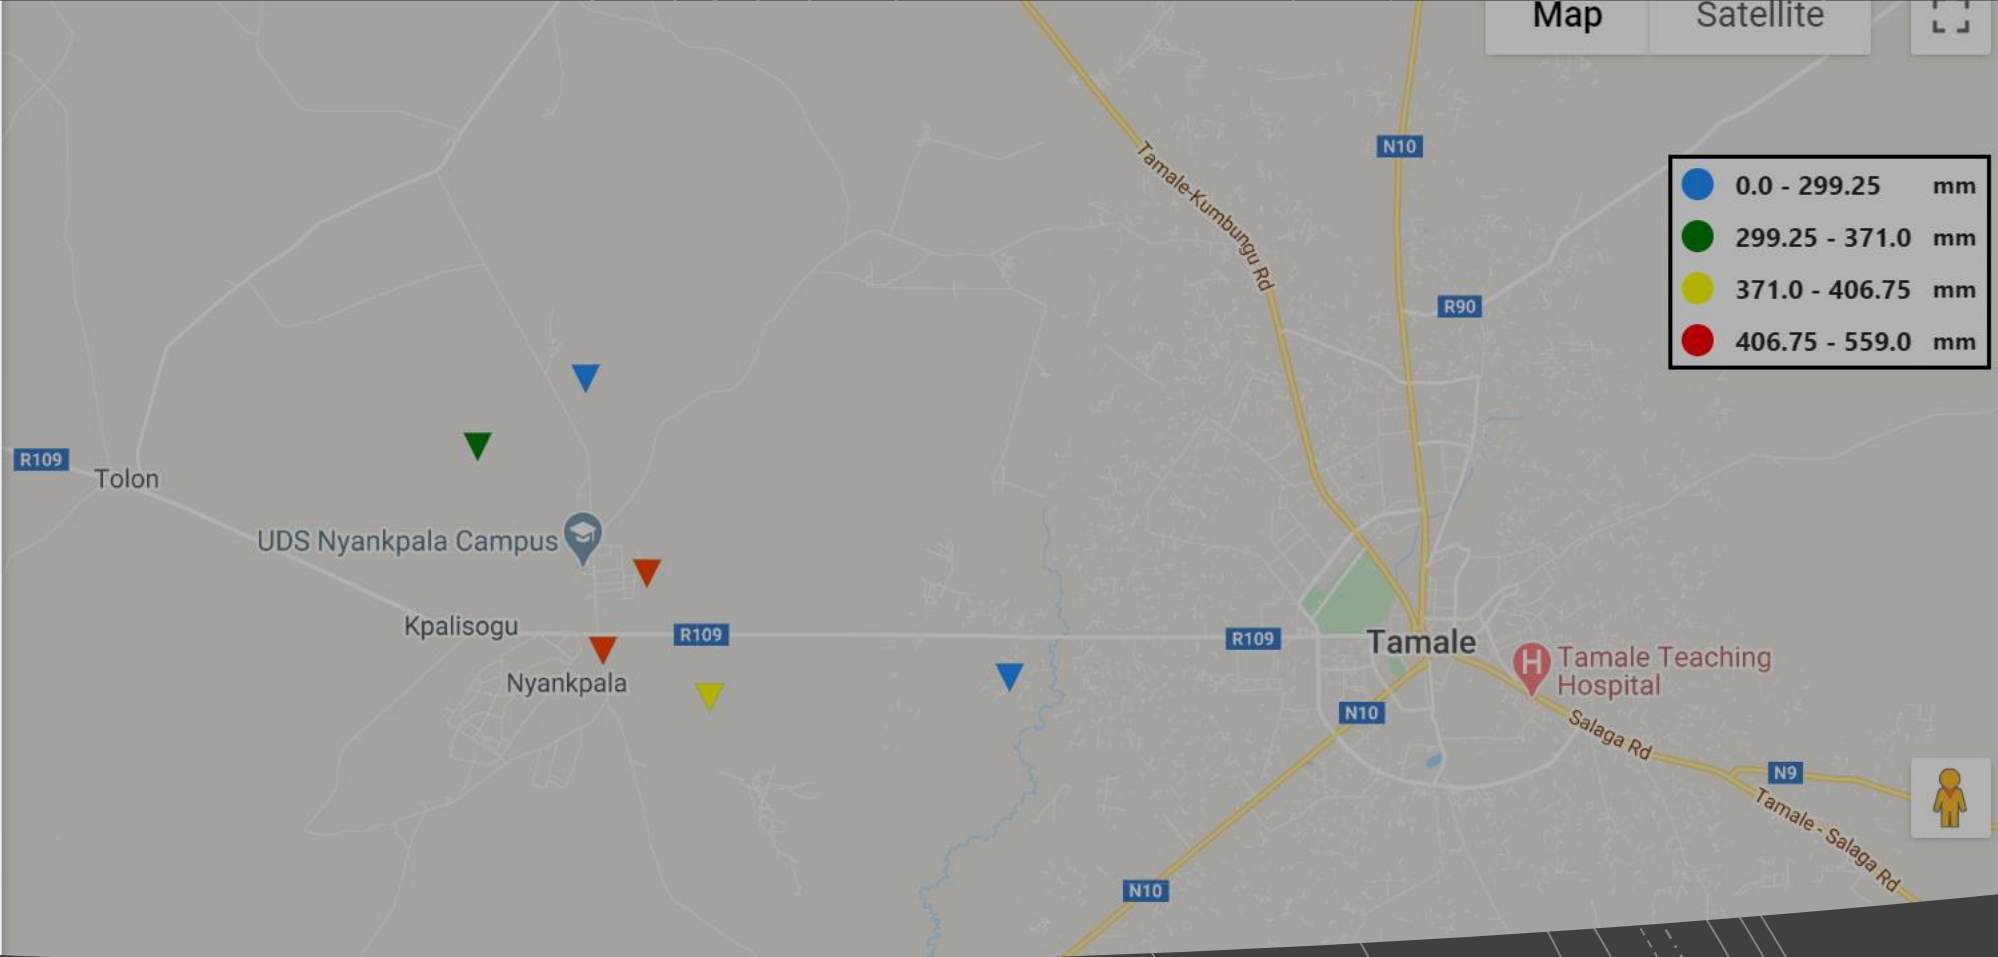 Map
Satellite
N10
Tamale-Kumbungu Rd
0.0 - 299.25 mm
299.25 - 371.0 mm
371.0 - 406.75 mm
406.75 - 559.0 mm
R90
R109
Tolon
UDS Nyankpala Campus
Kpalisogu
R109
R109
Tamale
H
Tamale Teaching
Hospital
Nyankpala
N10
Salaga Rd
N9
Tamale - Salaga Rd
N10